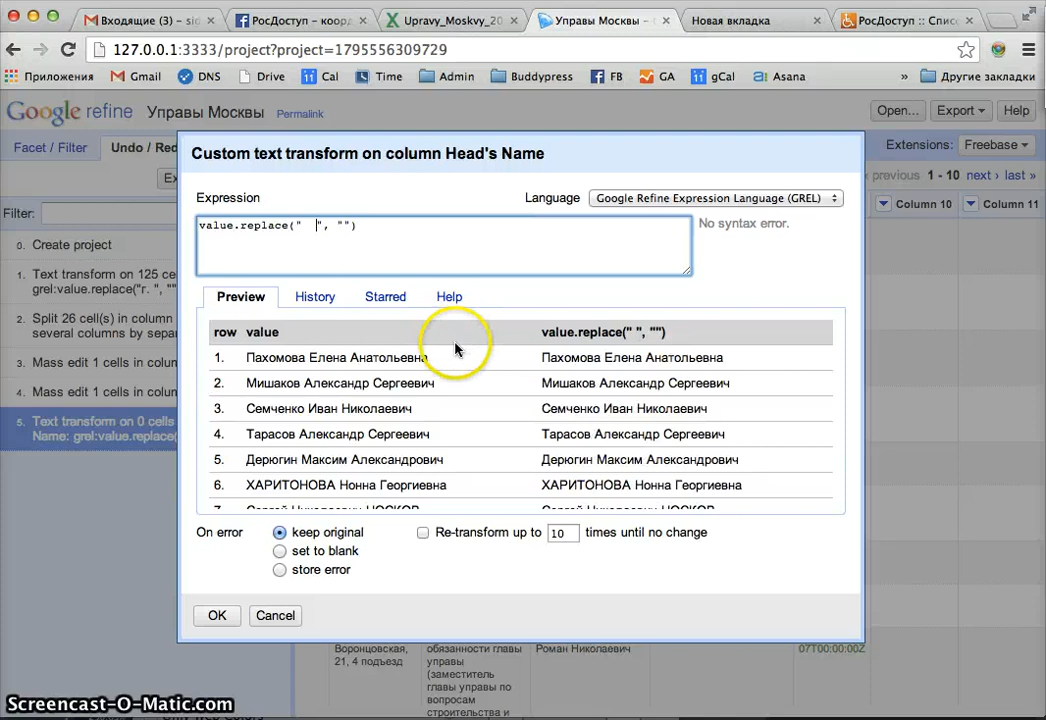 Входящие (3) – sid
РосДоступ – коорд
Upravy_Moskvy_20
Управы Москвы -
Новая вкладка
РосДоступ :: Списо
127.0.0.1:3333/project?project=1795556309729
Приложения Gmail DNS Drive Cal Time Admin Buddypress FB GA gCal Asana » Другие закладки
Google refine Управы Москвы Permalink
Open... Export Help
Facet / Filter Undo / Red
Extensions: Freebase
Ex
previous 1 - 10 next › last »
Filter:
Column 10 Column 11
0. Create project
1. Text transform on 125 ce
grel:value.replace("г. ", ""
2. Split 26 cell(s) in column
several columns by separ
3. Mass edit 1 cells in colun
4. Mass edit 1 cells in colun
5. Text transform on 0 cells
Name: grel:value.replace(
Custom text transform on column Head's Name
Expression
Language Google Refine Expression Language (GREL)
value.replace("  ", "")
No syntax error.
Preview History Starred Help
row value value.replace(" ", "")
1. Пахомова Елена Анатольевна Пахомова Елена Анатольевна
2. Мишаков Александр Сергеевич Мишаков Александр Сергеевич
3. Семченко Иван Николаевич Семченко Иван Николаевич
4. Тарасов Александр Сергеевич Тарасов Александр Сергеевич
5. Дерюгин Максим Александрович Дерюгин Максим Александрович
6. ХАРИТОНОВА Нонна Георгиевна ХАРИТОНОВА Нонна Георгиевна
On error
keep original
set to blank
store error
Re-transform up to 10 times until no change
OK Cancel
Воронцовская,
21, 4 подъезд
обязанности главы
управы
(заместитель
главы управы по
вопросам
строительства и
Роман Николаевич
07T00:00:00Z
Screencast-O-Matic.com